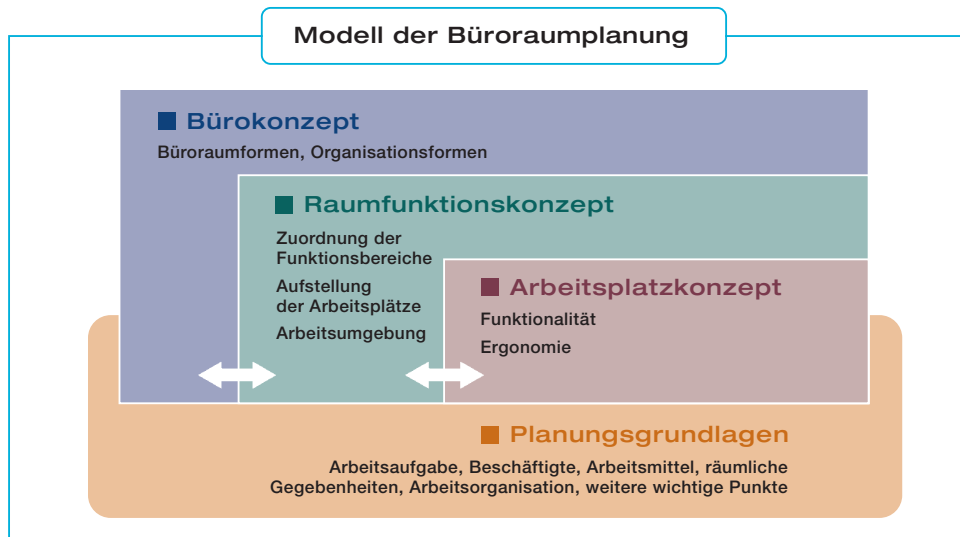 Modell der Büroraumplanung
Bürokonzept
Büroraumformen, Organisationsformen
Raumfunktionskonzept
Zuordnung der
Funktionsbereiche
Aufstellung
der Arbeitsplätze
Arbeitsumgebung
Arbeitsplatzkonzept
Funktionalität
Ergonomie
Planungsgrundlagen
Arbeitsaufgabe, Beschäftigte, Arbeitsmittel, räumliche
Gegebenheiten, Arbeitsorganisation, weitere wichtige Punkte